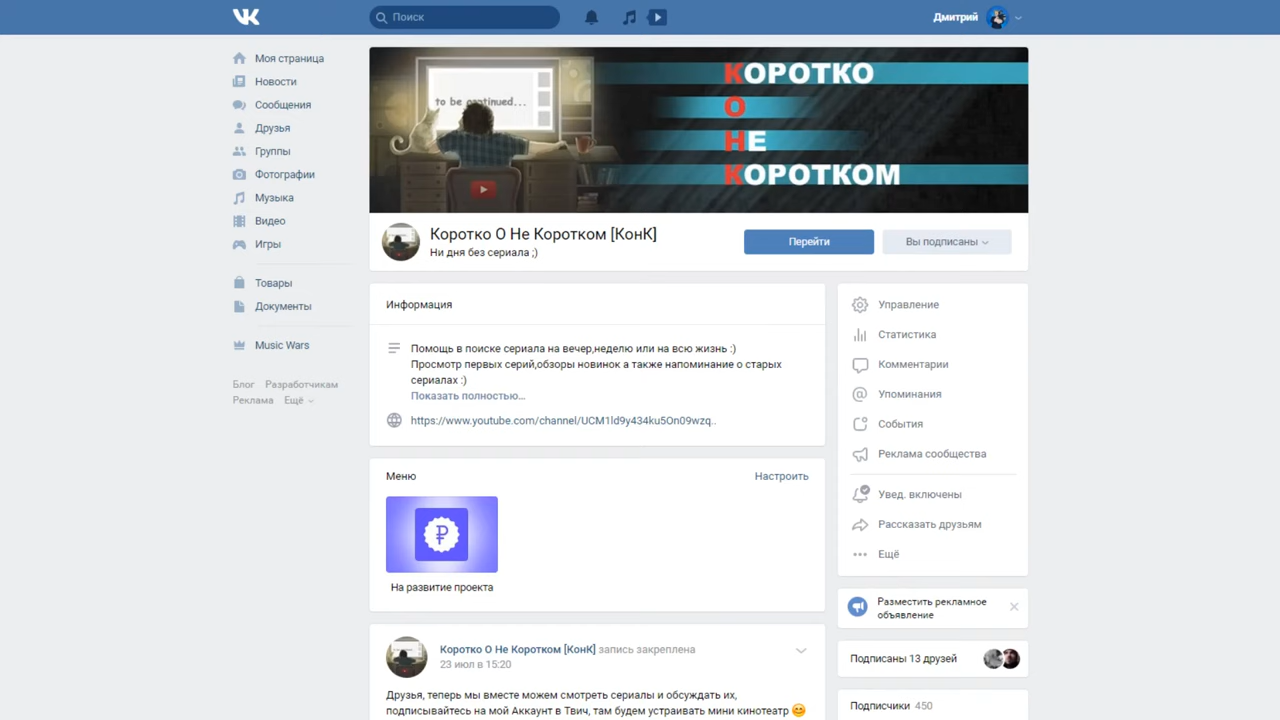 Поиск
Дмитрий
Моя страница
Новости
Сообщения
Друзья
Группы
Фотографии
Музыка
Видео
Игры
Товары
Документы
Music Wars
Блог Разработчикам
Реклама Ещё
to be continued...
КОРОТКО
О
НЕ
КОРОТКОМ
Коротко О Не Коротком [КонК]
Ни дня без сериала ;)
Перейти
Вы подписаны
Информация
Помощь в поиске сериала на вечер,неделю или на всю жизнь :)
Просмотр первых серий,обзоры новинок а также напоминание о старых
сериалах :)
Показать полностью…
https://www.youtube.com/channel/UCM1ld9y434ku5On09wzq..
Меню
Настроить
На развитие проекта
Коротко О Не Коротком [КонК] запись закреплена
23 июл в 15:20
Друзья, теперь мы вместе можем смотреть сериалы и обсуждать их,
подписывайтесь на мой Аккаунт в Твич, там будем устраивать мини кинотеатр 😊
Управление
Статистика
Комментарии
Упоминания
События
Реклама сообщества
Увед. включены
Рассказать друзьям
Ещё
Разместить рекламное
объявление
Подписаны 13 друзей
Подписчики 450